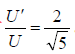 U′/U = 2/√5